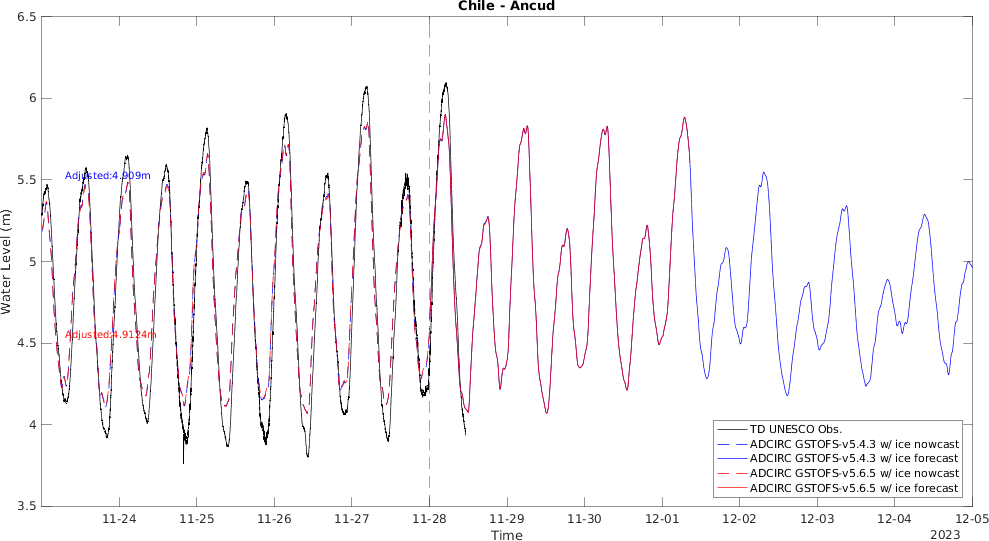 Chile - Ancud
6.5
6
5.5
5
4.5
4
3.5
Water Level (m)
Adjusted:4.909m
Adjusted:4.9124m
TD UNESCO Obs.
ADCIRC GSTOFS-v5.4.3 w/ ice nowcast
ADCIRC GSTOFS-v5.4.3 w/ ice forecast
ADCIRC GSTOFS-v5.6.5 w/ ice nowcast
ADCIRC GSTOFS-v5.6.5 w/ ice forecast
11-24 11-25 11-26 11-27 11-28 11-29 11-30 12-01 12-02 12-03 12-04 12-05
Time
2023